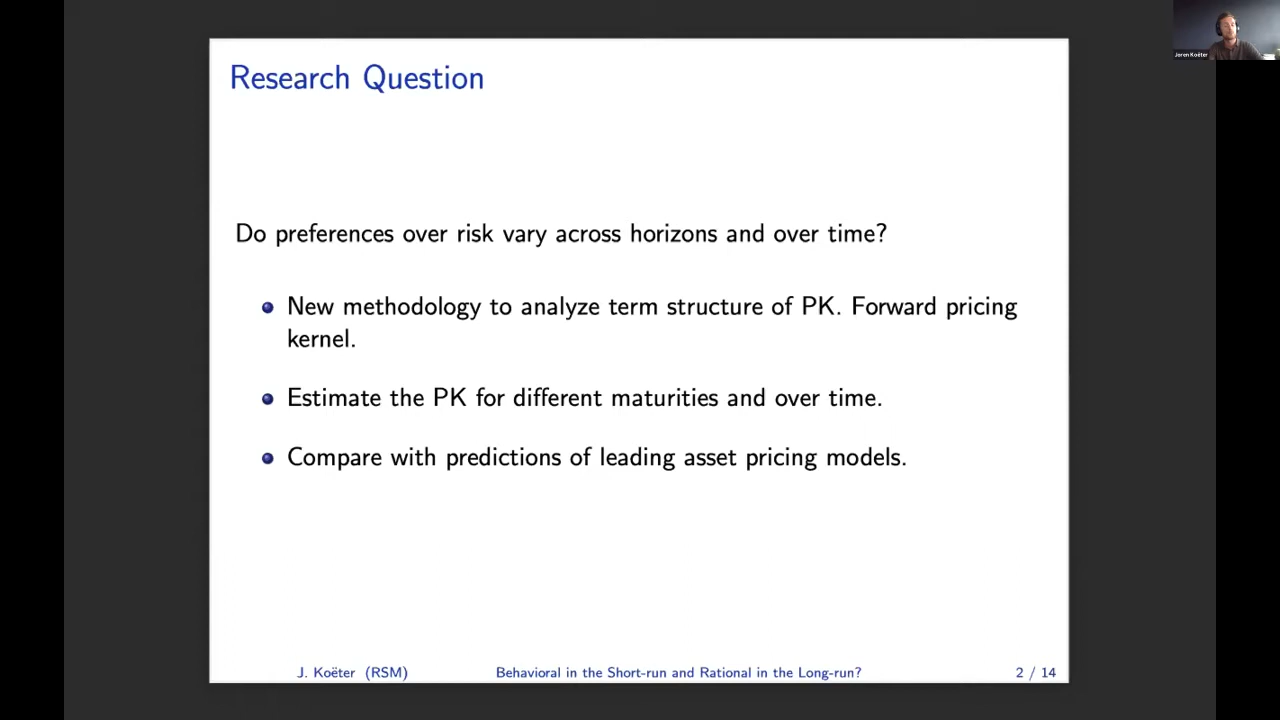 Research Question
Joren Koëter
Do preferences over risk vary across horizons and over time?
New methodology to analyze term structure of PK. Forward pricing
kernel.
Estimate the PK for different maturities and over time.
Compare with predictions of leading asset pricing models.
J. Koëter (RSM) Behavioral in the Short-run and Rational in the Long-run? 2 / 14